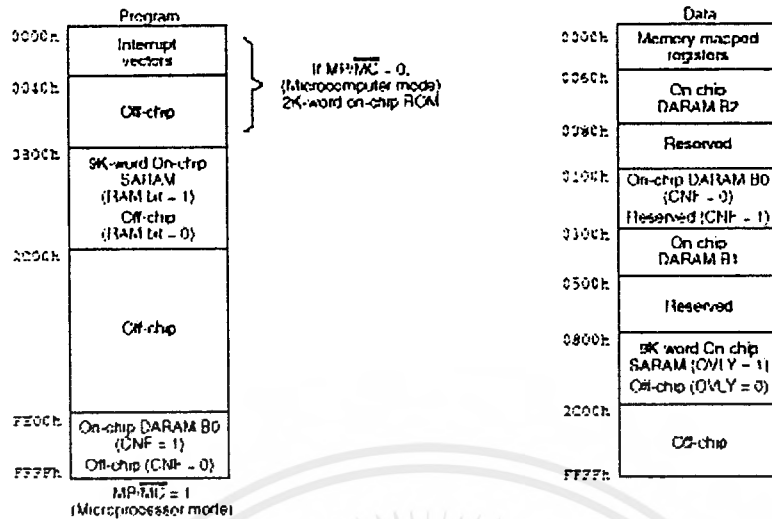 Program
0000h
Interrupt
vectors
0040h
Off-chip
0800h
9K-word On-chip
SARAM
(RAM bit = 1)
Off-chip
(RAM bit = 0)
2C00h
Off-chip
FE00h
On-chip DARAM B0
(CNF = 1)
Off-chip (CNF = 0)
FFFFh
MP/MC = 1
(Microprocessor mode)
If MP/MC = 0,
(Microcomputer mode)
2K-word on-chip ROM
Data
0000h
Memory mapped
registers
0060h
On chip
DARAM B2
0080h
Reserved
0100h
On-chip DARAM B0
(CNF = 0)
Reserved (CNF = 1)
0300h
On chip
DARAM B1
0500h
Reserved
0800h
9K word On chip
SARAM (OVLY = 1)
Off-chip (OVLY = 0)
2C00h
Off-chip
FFFFh